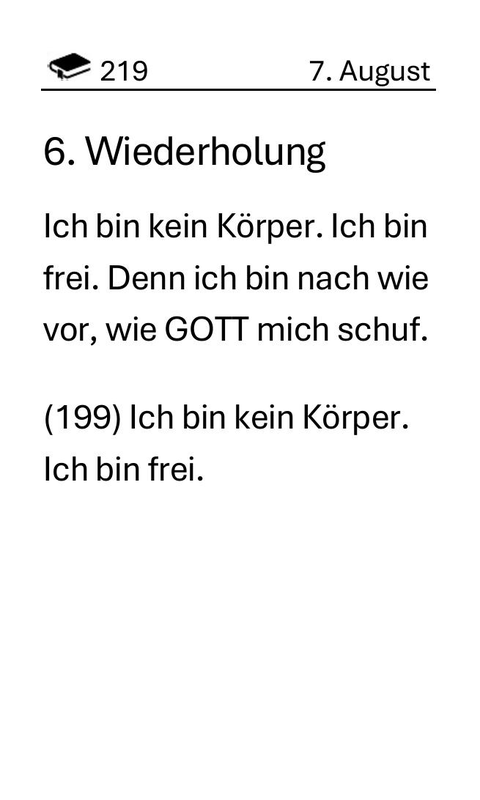 219 7. August
6. Wiederholung
Ich bin kein Körper. Ich bin
frei. Denn ich bin nach wie
vor, wie GOTT mich schuf.
(199) Ich bin kein Körper.
Ich bin frei.